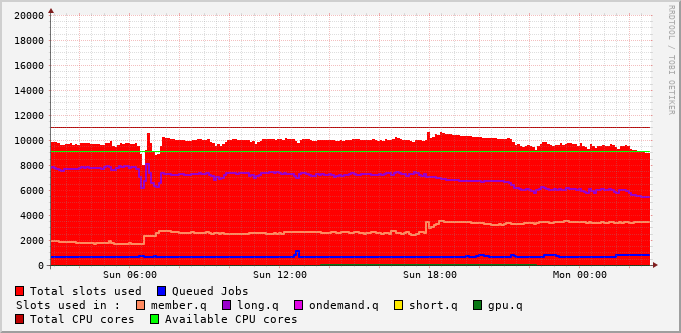 RRDTOOL / TOBI OETIKER
20000
18000
16000
14000
12000
10000
8000
6000
4000
2000
0
Sun 06:00 Sun 12:00 Sun 18:00 Mon 00:00
Total slots used Queued Jobs
Slots used in : member.q long.q ondemand.q short.q gpu.q
Total CPU cores Available CPU cores